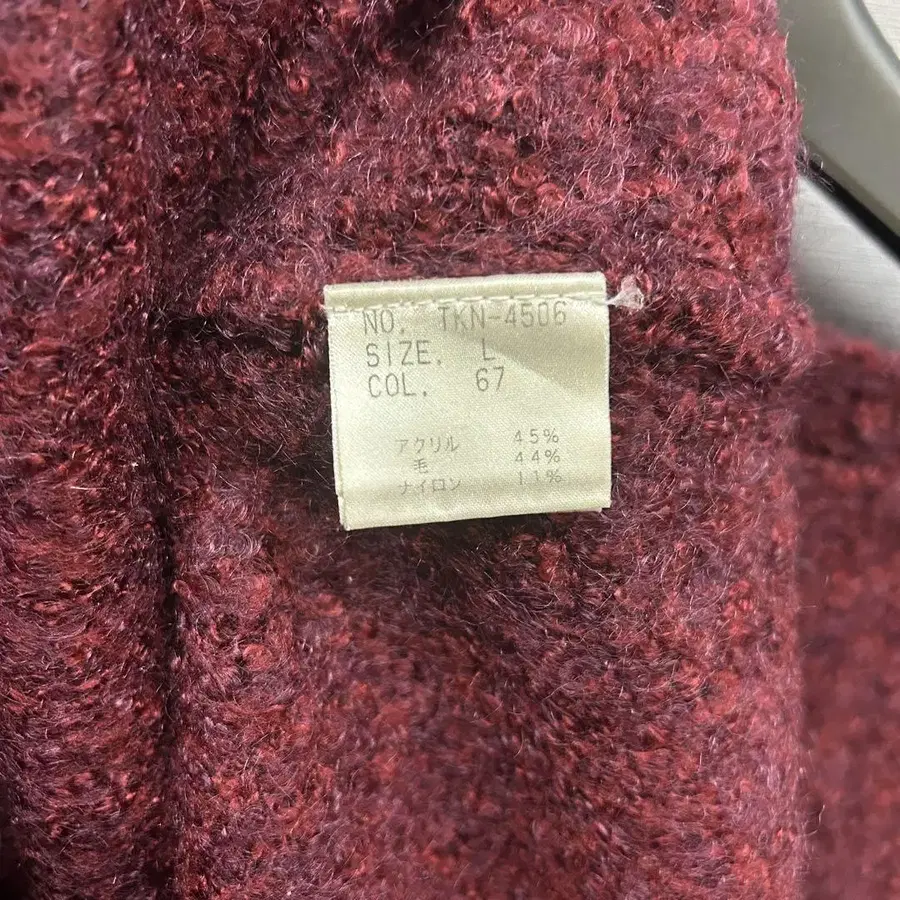 NO. TKN-4506
SIZE. L
COL. 67
アクリル 45%
毛 44%
ナイロン 11%